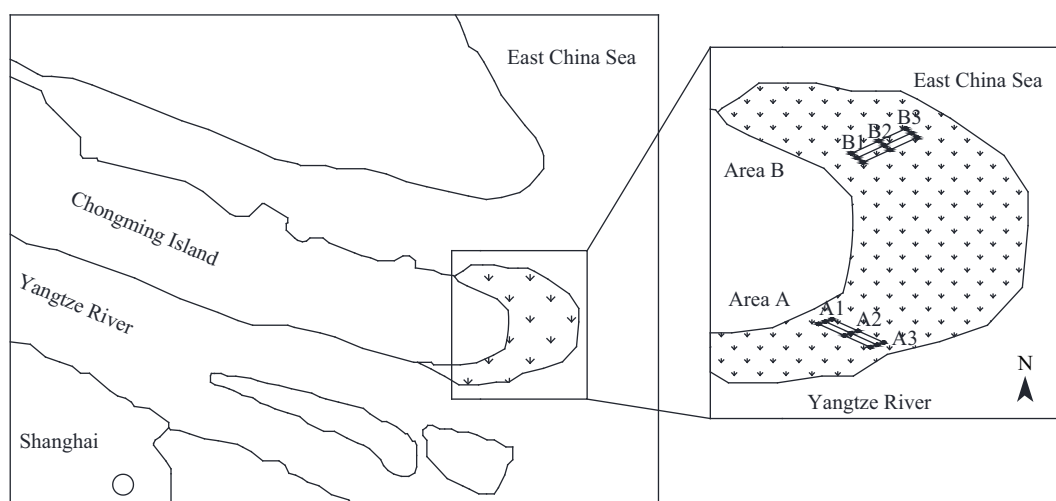 East China Sea
Chongming Island
Yangtze River
Shanghai
East China Sea
B3
B2
B1
Area B
Area A
A1
A2
A3
N
Yangtze River